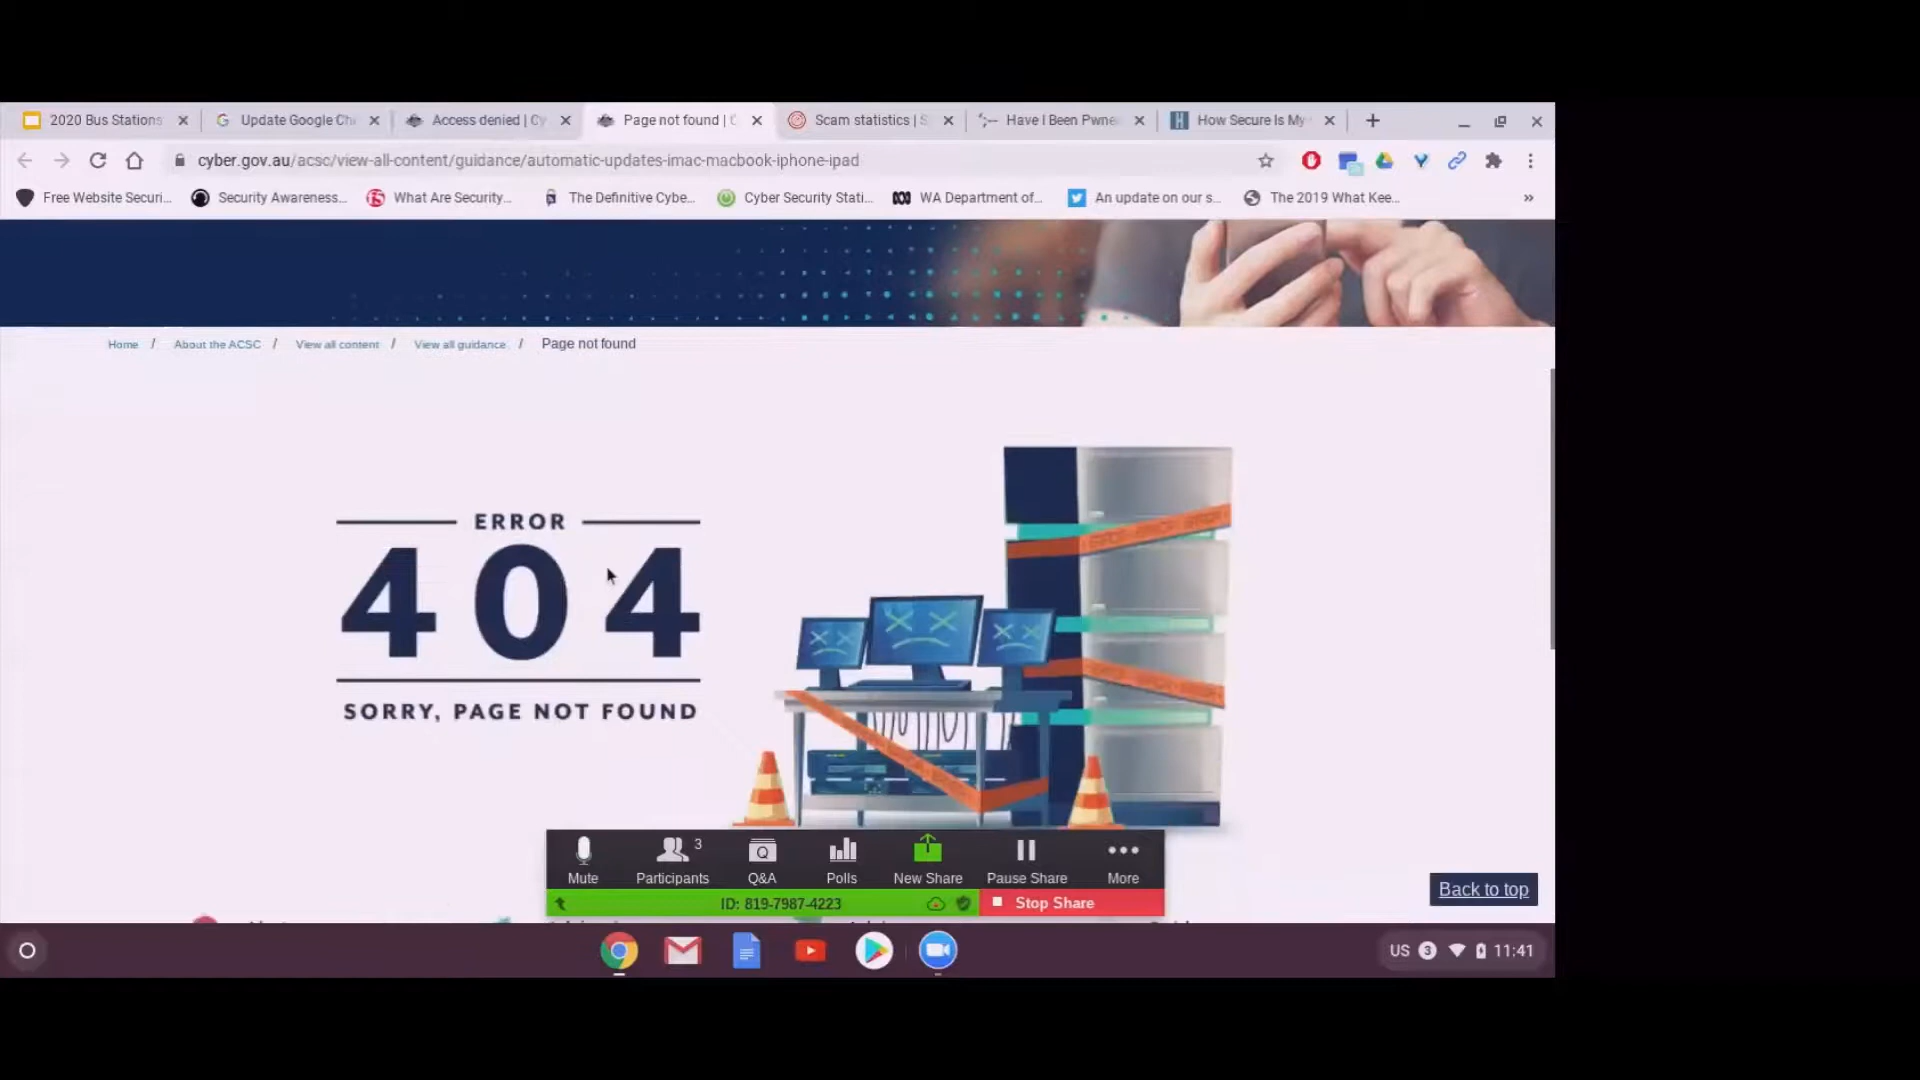 2020 Bus Stations
Update Google Ch
Access denied | Cy
Page not found | C
Scam statistics | S
Have I Been Pwne
How Secure Is My
cyber.gov.au/acsc/view-all-content/guidance/automatic-updates-imac-macbook-iphone-ipad
Free Website Securi...
Security Awareness...
What Are Security...
The Definitive Cybe...
Cyber Security Stati...
WA Department of...
An update on our s...
The 2019 What Kee...
»
Home / About the ACSC / View all content / View all guidance / Page not found
ERROR
404
SORRY, PAGE NOT FOUND
3
Mute
Participants
Q&A
Polls
New Share
Pause Share
More
ID: 819-7987-4223
Stop Share
Back to top
US 3 11:41